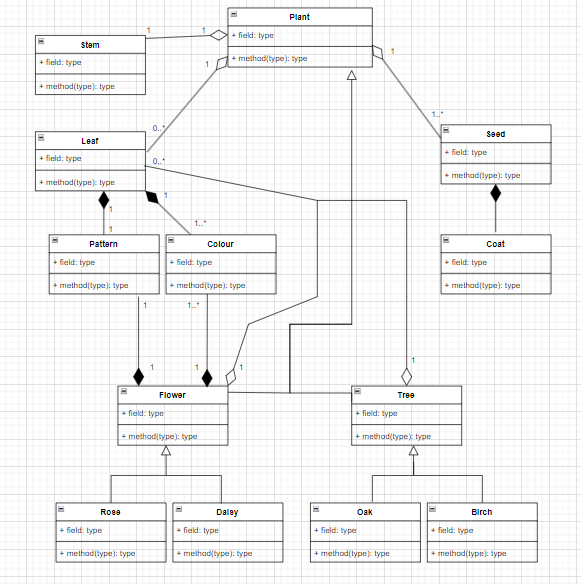 Plant
+ field: type
+ method(type): type
1
1
1
1
Stem
+ field: type
+ method(type): type
0..*
1..*
Leaf
+ field: type
+ method(type): type
0..*
1
1
1
1..*
Seed
+ field: type
+ method(type): type
Pattern
+ field: type
+ method(type): type
Colour
+ field: type
+ method(type): type
Coat
+ field: type
+ method(type): type
1
1..*
1
1
1
1
Flower
+ field: type
+ method(type): type
Tree
+ field: type
+ method(type): type
Rose
+ field: type
+ method(type): type
Daisy
+ field: type
+ method(type): type
Oak
+ field: type
+ method(type): type
Birch
+ field: type
+ method(type): type